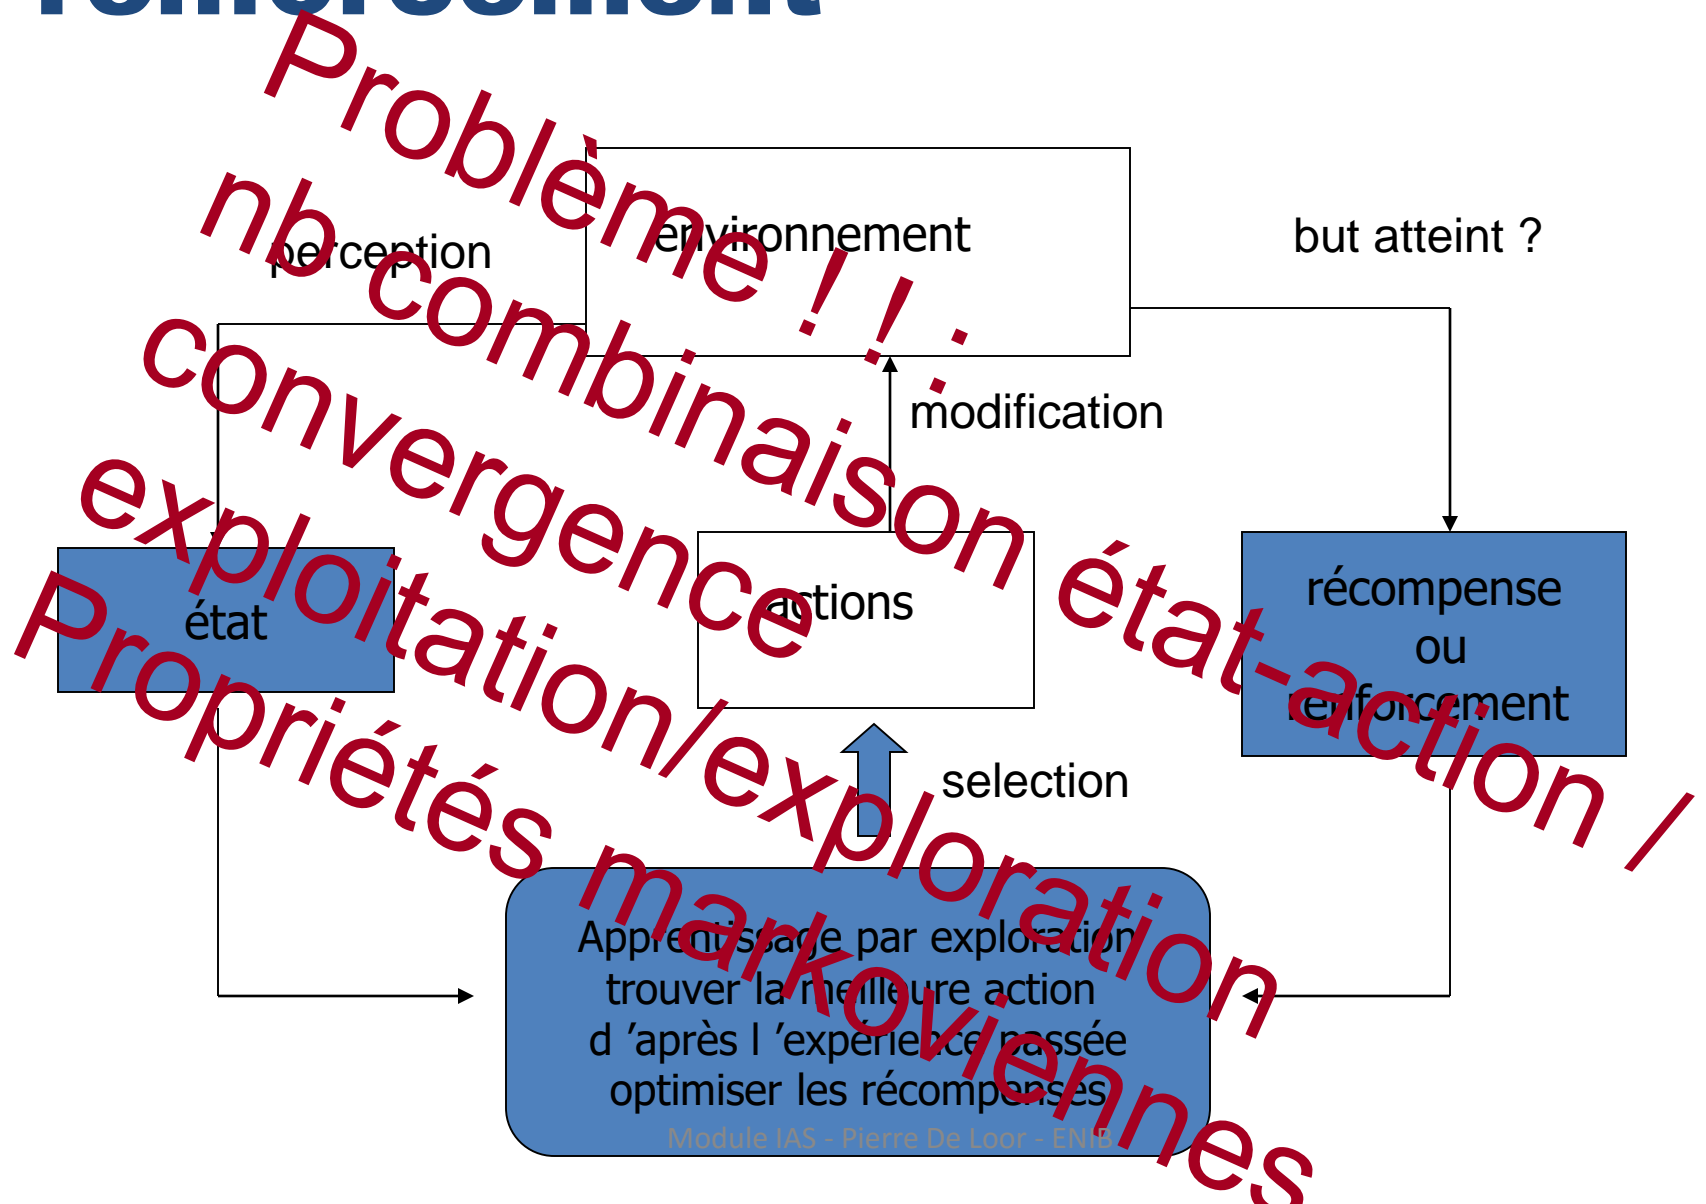 renforcement
Problème ! ! :
nb combinaison état-action /
convergence
exploitation/exploration
Propriétés markoviennes
perception
environnement
but atteint ?
modification
état
actions
récompense
ou
renforcement
selection
Apprentissage par exploration
trouver la meilleure action
d ’après l ’expérience passée
optimiser les récompenses
Module IAS - Pierre De Loor - ENIB